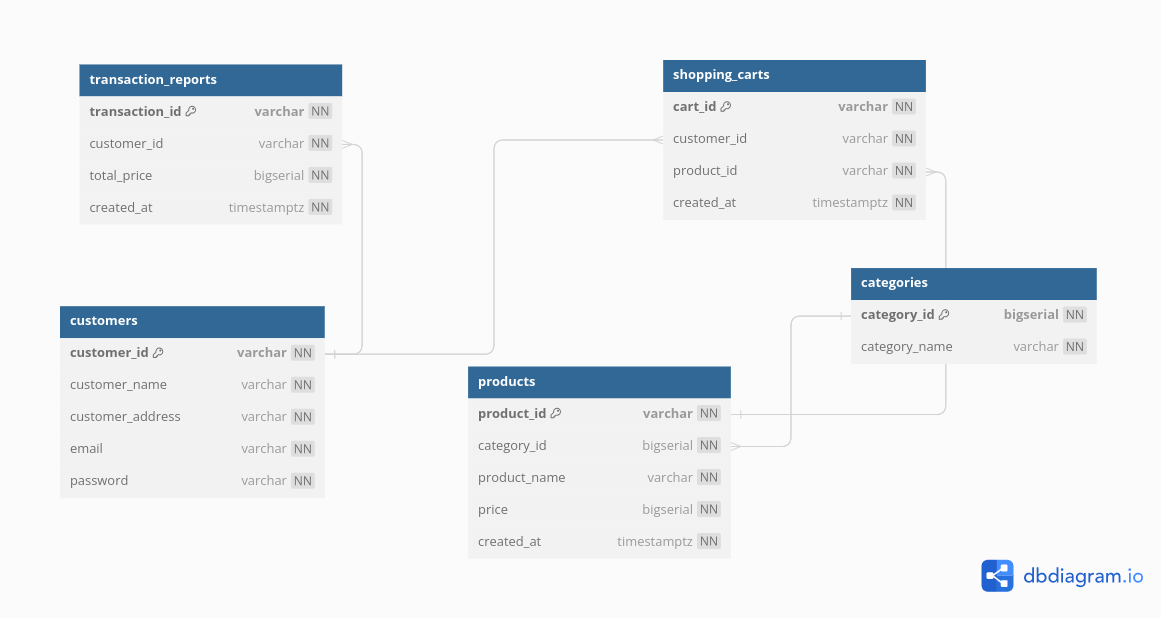 transaction_reports
transaction_id varchar NN
customer_id varchar NN
total_price bigserial NN
created_at timestamptz NN
shopping_carts
cart_id varchar NN
customer_id varchar NN
product_id varchar NN
created_at timestamptz NN
categories
category_id bigserial NN
category_name varchar NN
customers
customer_id varchar NN
customer_name varchar NN
customer_address varchar NN
email varchar NN
password varchar NN
products
product_id varchar NN
category_id bigserial NN
product_name varchar NN
price bigserial NN
created_at timestamptz NN
dbdiagram.io